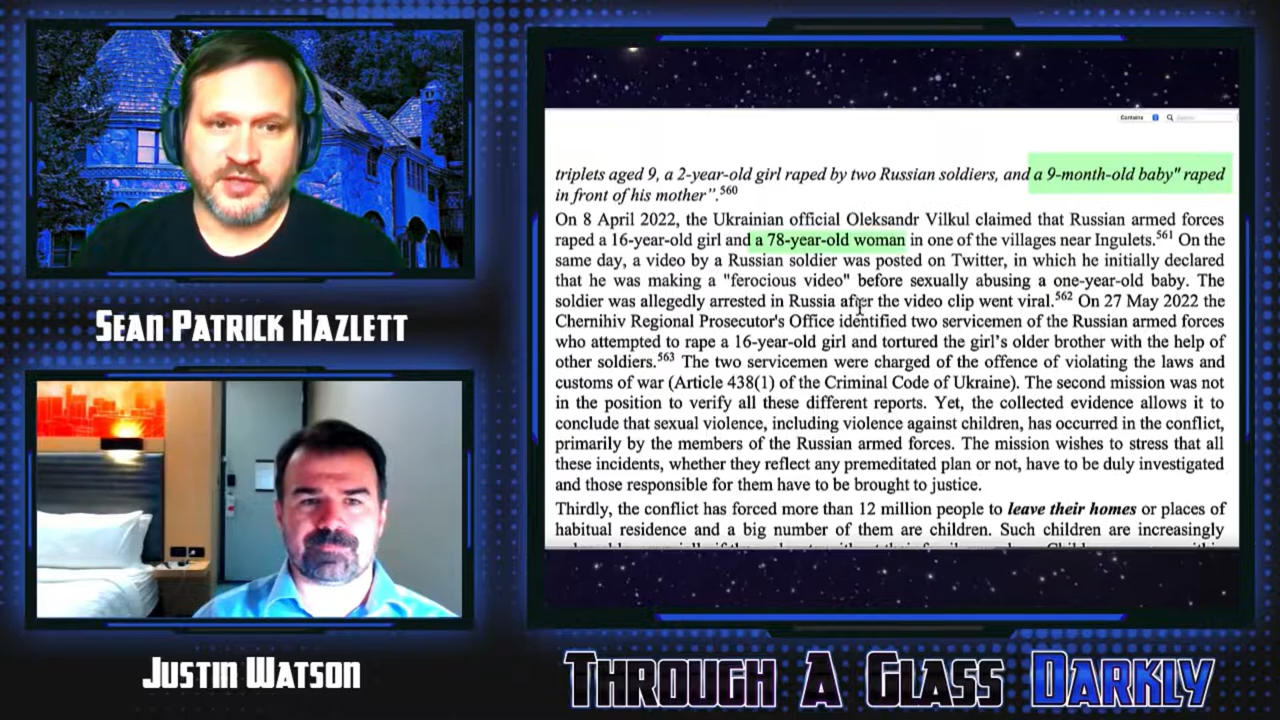 SEAN PATRICK HAZLETT
JUSTIN WATSON
Contains
Search
triplets aged 9, a 2-year-old girl raped by two Russian soldiers, and a 9-month-old baby" raped
in front of his mother”.560
On 8 April 2022, the Ukrainian official Oleksandr Vilkul claimed that Russian armed forces
raped a 16-year-old girl and a 78-year-old woman in one of the villages near Ingulets.561 On the
same day, a video by a Russian soldier was posted on Twitter, in which he initially declared
that he was making a "ferocious video" before sexually abusing a one-year-old baby. The
soldier was allegedly arrested in Russia after the video clip went viral.562 On 27 May 2022 the
Chernihiv Regional Prosecutor's Office identified two servicemen of the Russian armed forces
who attempted to rape a 16-year-old girl and tortured the girl’s older brother with the help of
other soldiers.563 The two servicemen were charged of the offence of violating the laws and
customs of war (Article 438(1) of the Criminal Code of Ukraine). The second mission was not
in the position to verify all these different reports. Yet, the collected evidence allows it to
conclude that sexual violence, including violence against children, has occurred in the conflict,
primarily by the members of the Russian armed forces. The mission wishes to stress that all
these incidents, whether they reflect any premeditated plan or not, have to be duly investigated
and those responsible for them have to be brought to justice.
Thirdly, the conflict has forced more than 12 million people to leave their homes or places of
habitual residence and a big number of them are children. Such children are increasingly
THROUGH A GLASS DARKLY